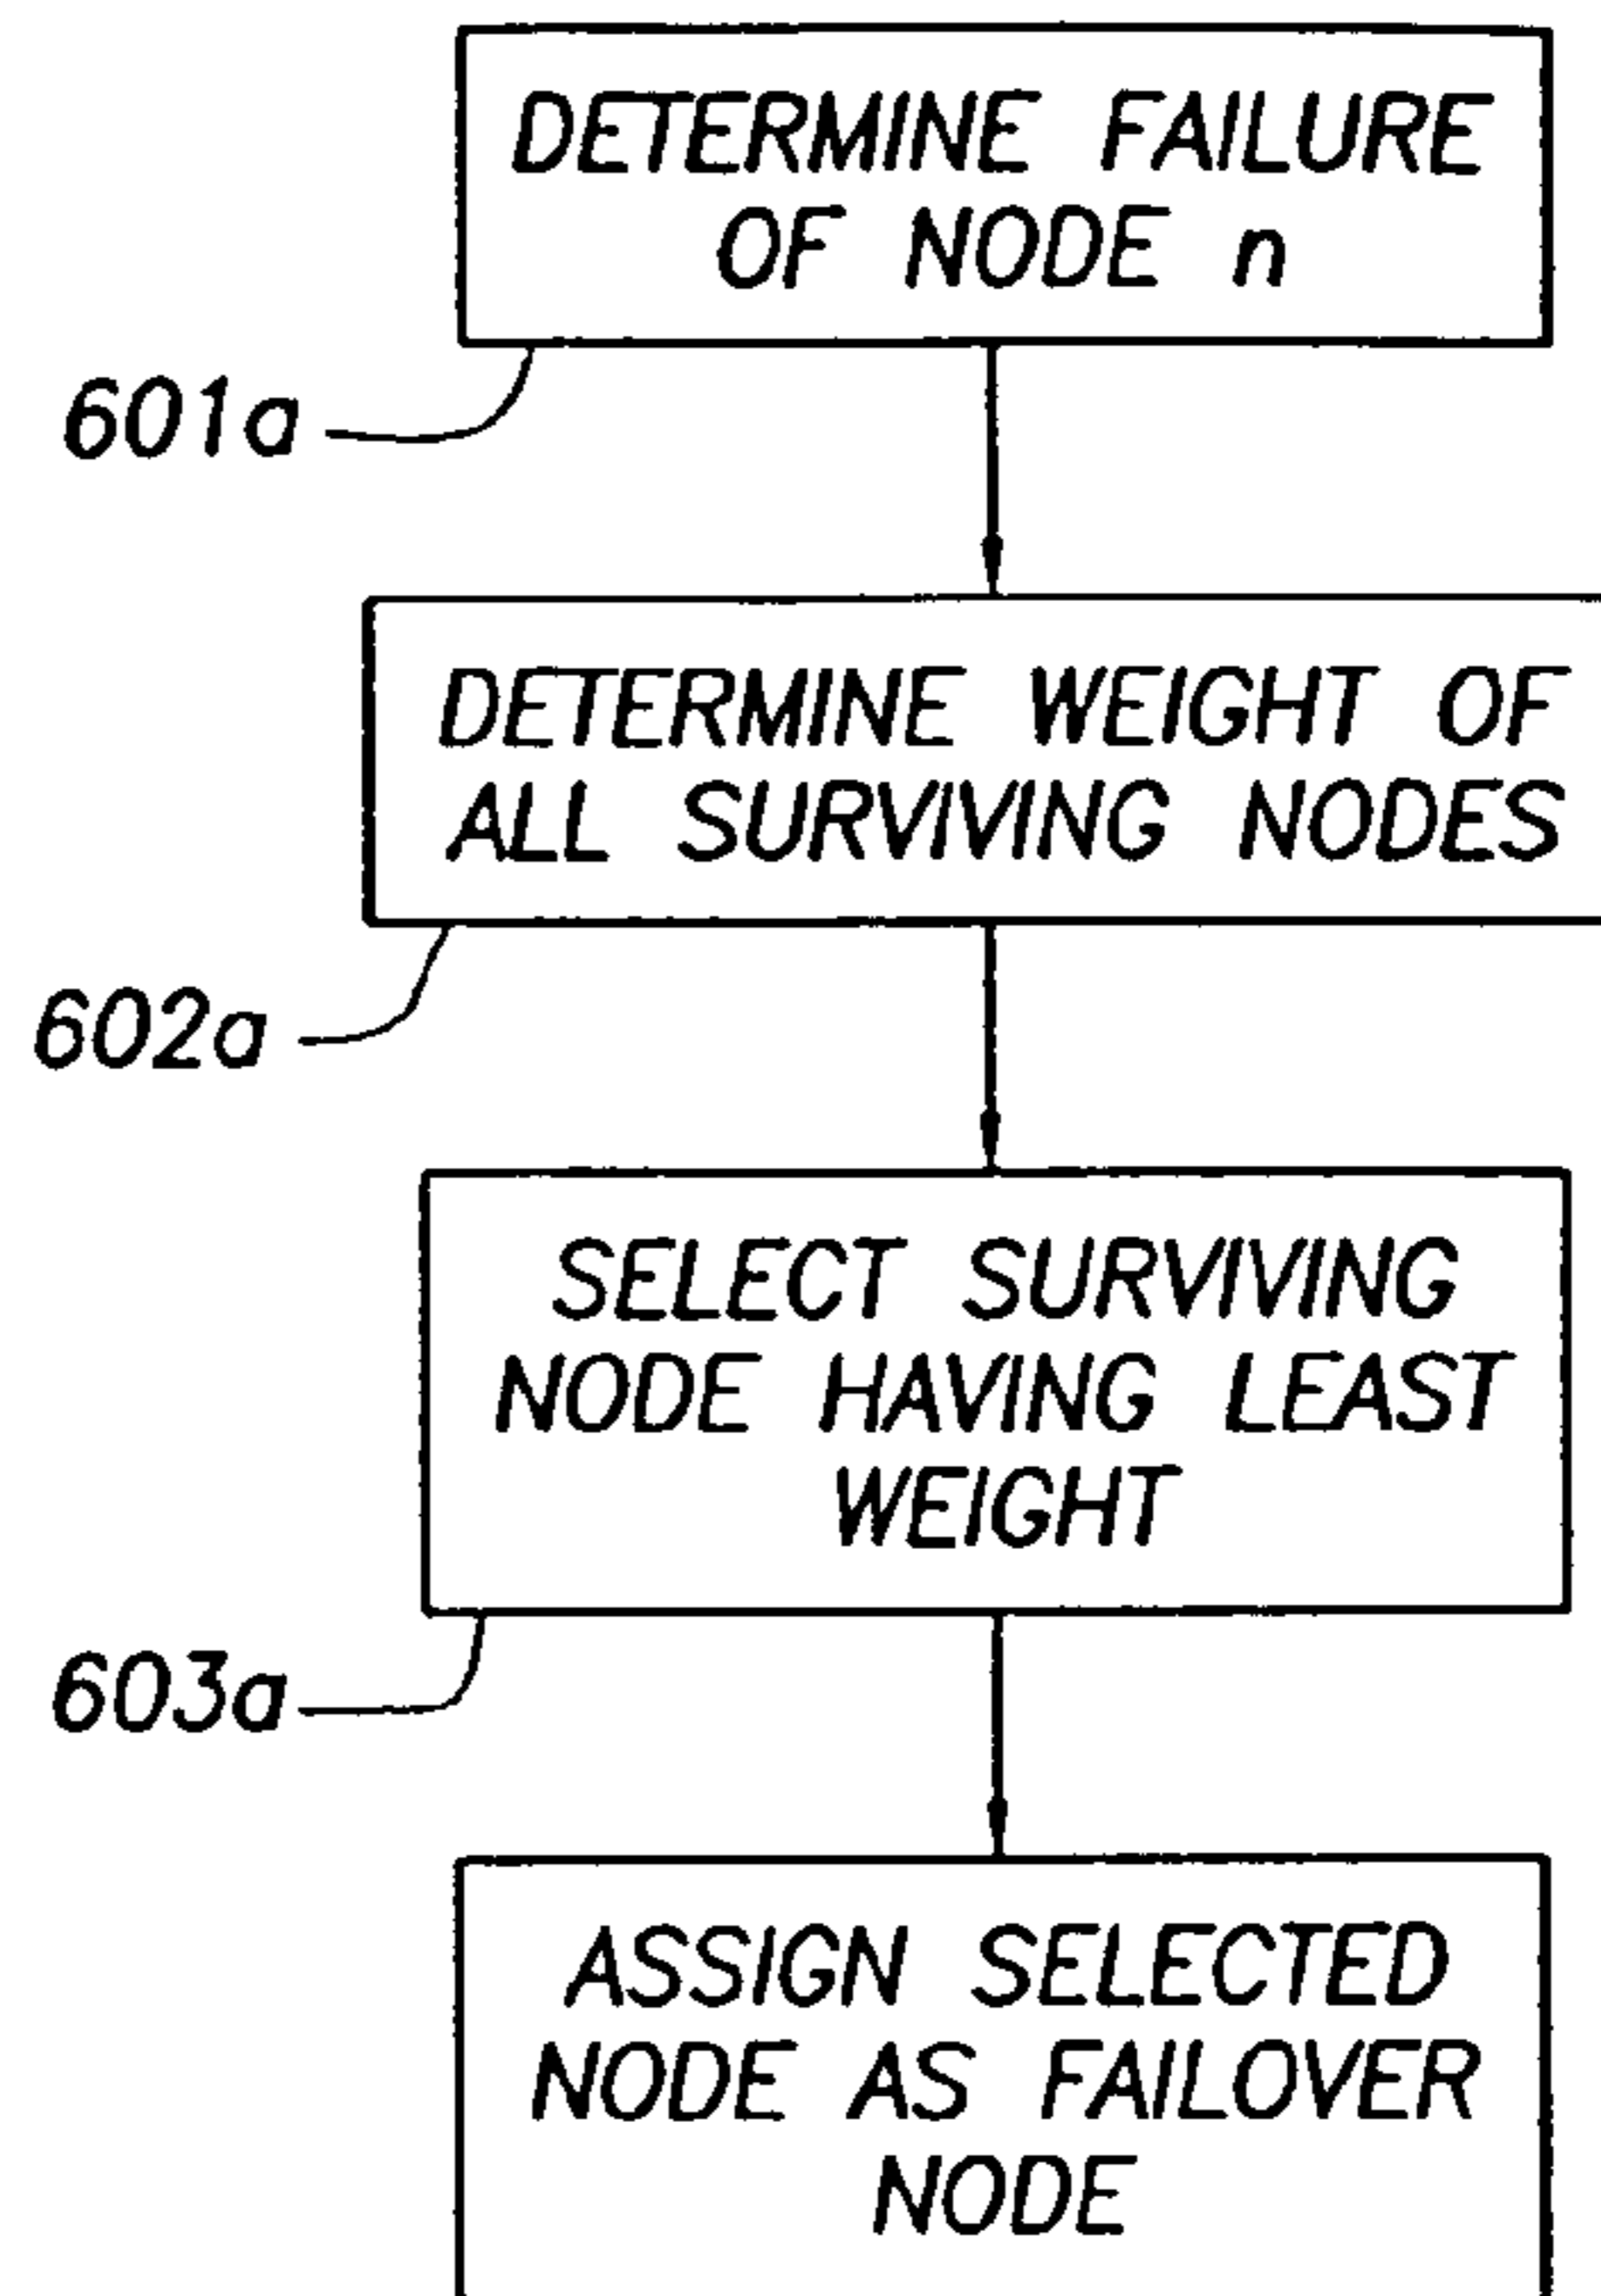 DETERMINE FAILURE
OF NODE n
601a
DETERMINE WEIGHT OF
ALL SURVIVING NODES
602a
SELECT SURVIVING
NODE HAVING LEAST
WEIGHT
603a
ASSIGN SELECTED
NODE AS FAILOVER
NODE